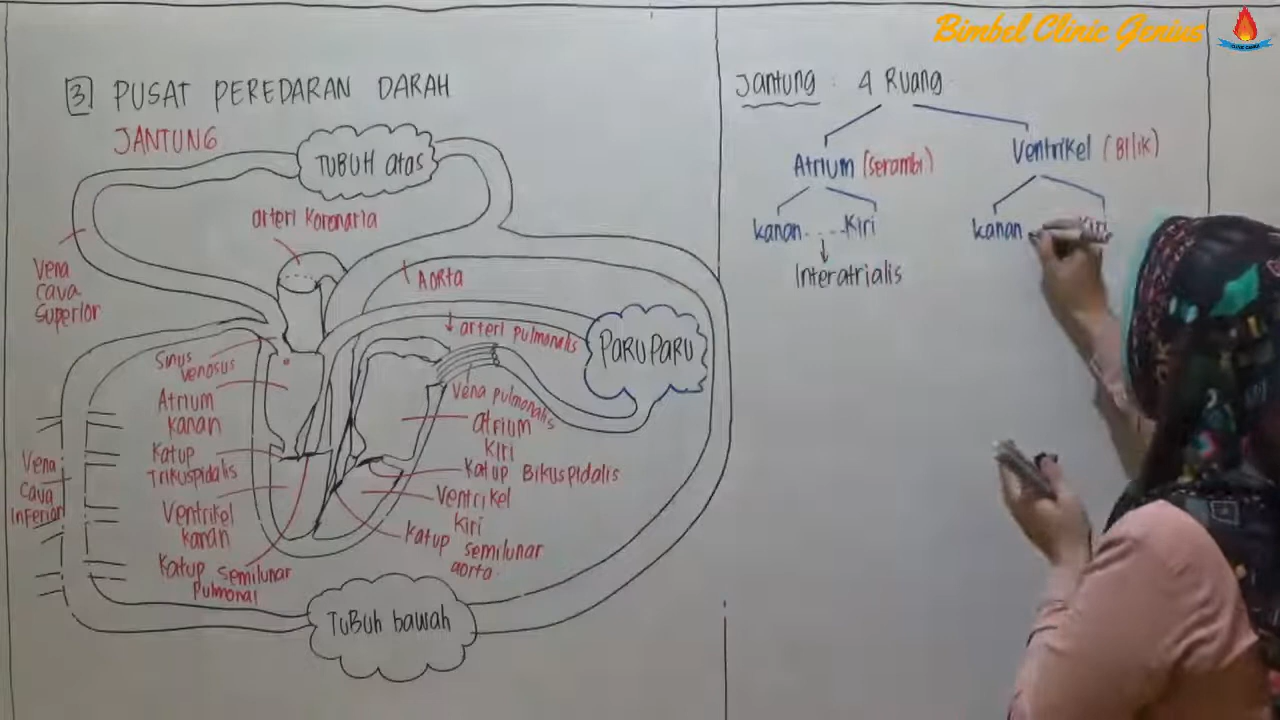 Bimbel Clinic Genius
3 PUSAT PEREDARAN DARAH
JANTUNG
TUBUH atas
arteri Koronaria
Vena
Cava
Superior
AORTA
arteri pulmonalis
PARU PARU
Sinus
Venosus
Vena pulmonalis
Atrium
Kanan
Atrium
Kiri
Katup
Trikuspidalis
Katup Bikuspidalis
Vena
Cava
Inferior
Ventrikel
Kanan
Ventrikel
Kiri
Katup Semilunar
Pulmonal
Katup Semilunar
aorta
TUBUH bawah
Jantung : 4 Ruang
Atrium (Serambi)
Ventrikel (Bilik)
Kanan ..... Kiri
Interatrialis
Kanan Kiri